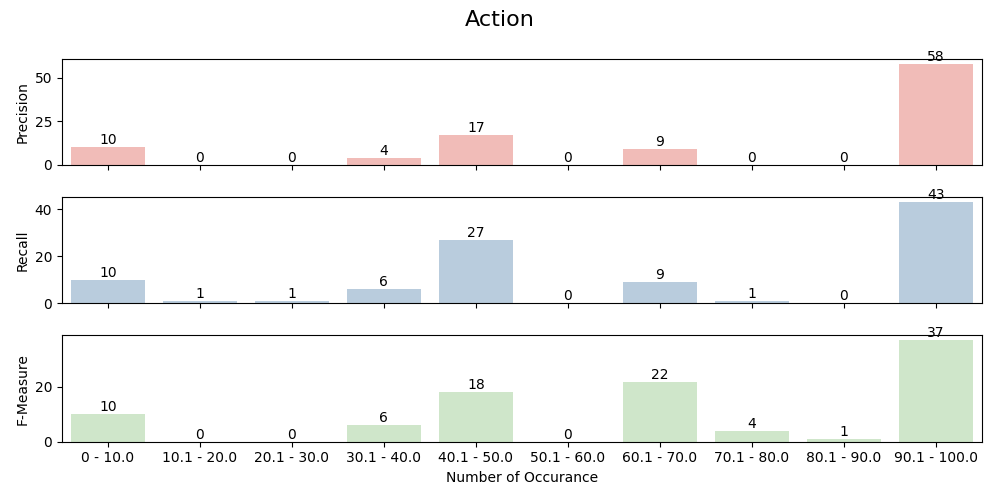 Action
Precision
50
25
0
10
0
0
4
17
0
9
0
0
58
Recall
40
20
0
10
1
1
6
27
0
9
1
0
43
F-Measure
20
0
10
0
0
6
18
0
22
4
1
37
0 - 10.0
10.1 - 20.0
20.1 - 30.0
30.1 - 40.0
40.1 - 50.0
50.1 - 60.0
60.1 - 70.0
70.1 - 80.0
80.1 - 90.0
90.1 - 100.0
Number of Occurance